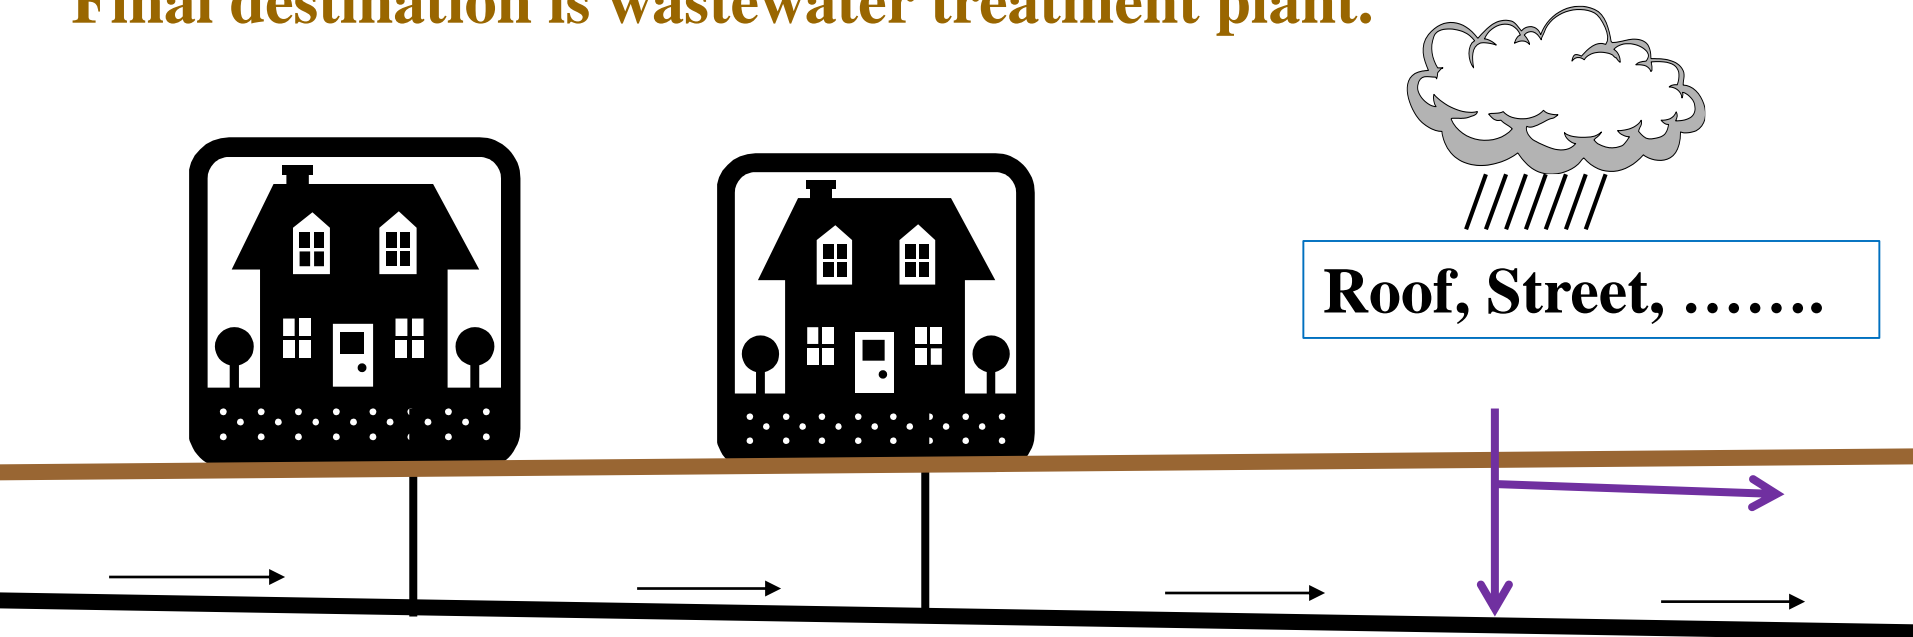 Final destination is wastewater treatment plant.
Roof, Street, …….